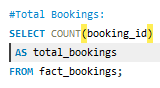 #Total Bookings:
SELECT COUNT(booking_id)
AS total_bookings
FROM fact_bookings;